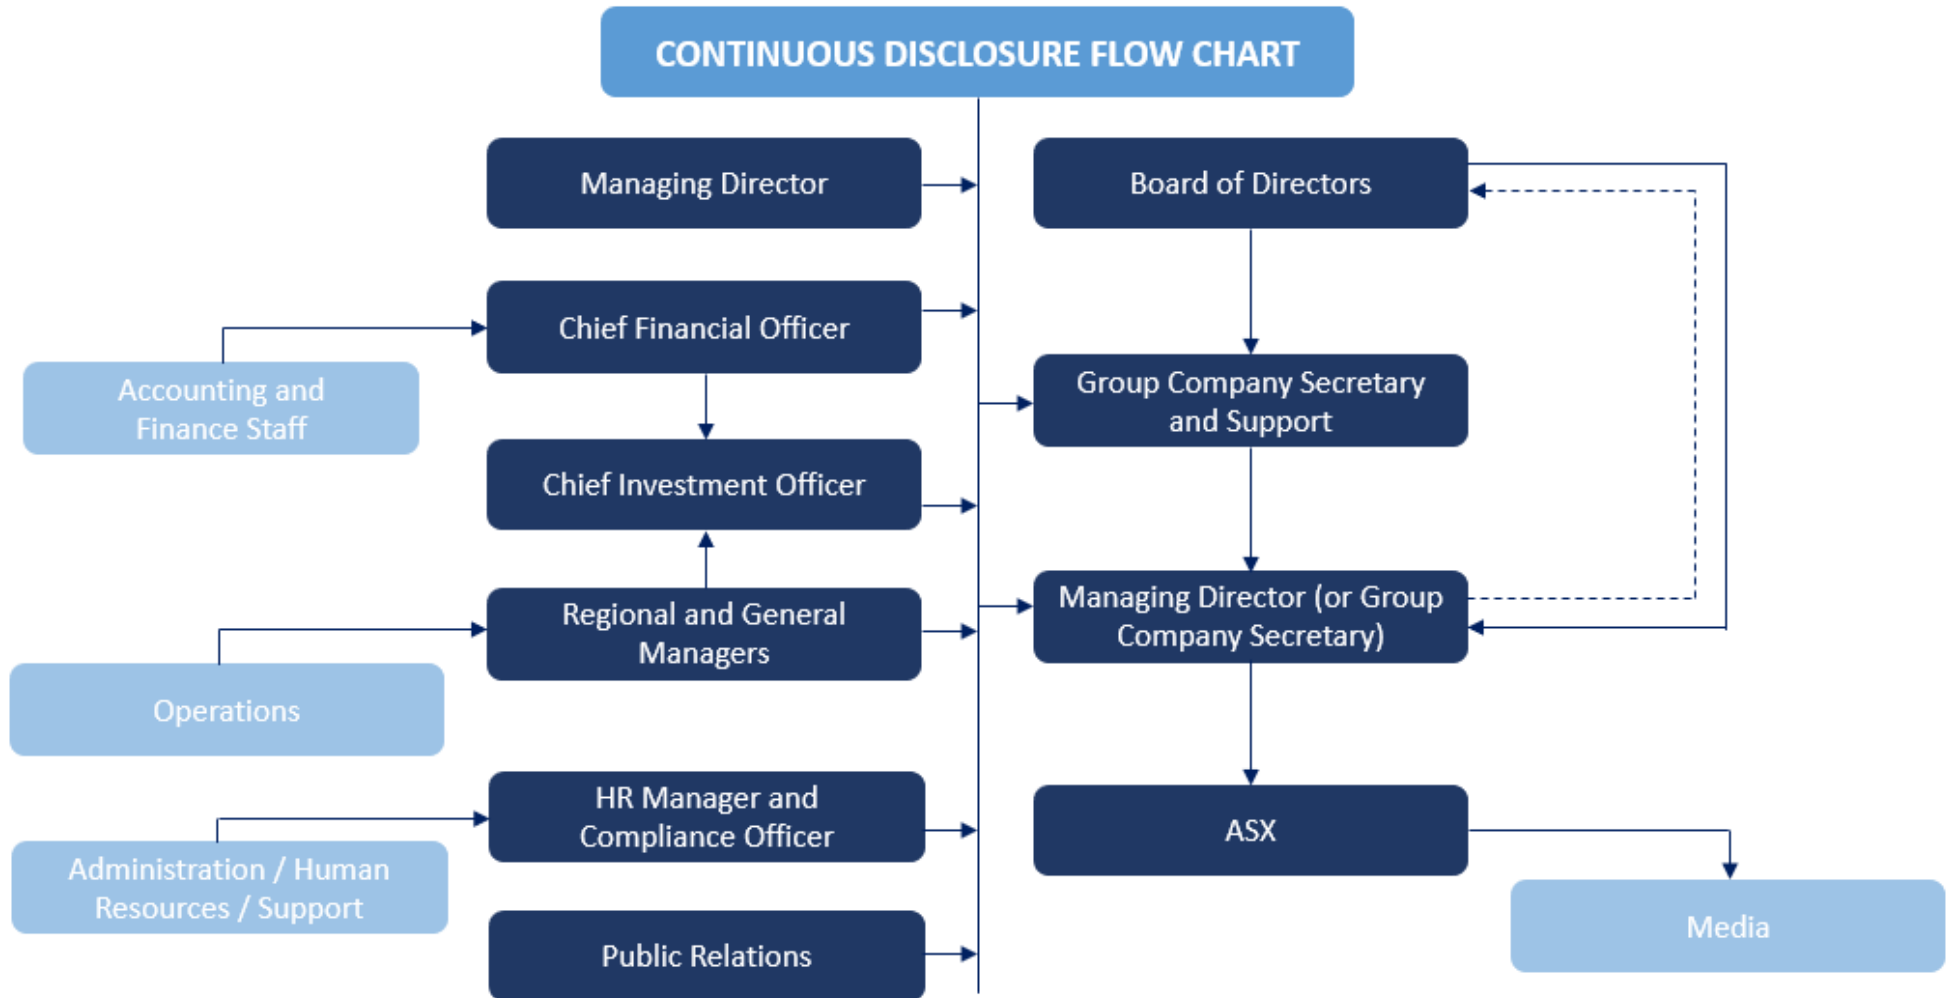 CONTINUOUS DISCLOSURE FLOW CHART
Managing Director
Board of Directors
Chief Financial Officer
Accounting and
Finance Staff
Group Company Secretary
and Support
Chief Investment Officer
Regional and General
Managers
Managing Director (or Group
Company Secretary)
Operations
HR Manager and
Compliance Officer
ASX
Administration / Human
Resources / Support
Media
Public Relations